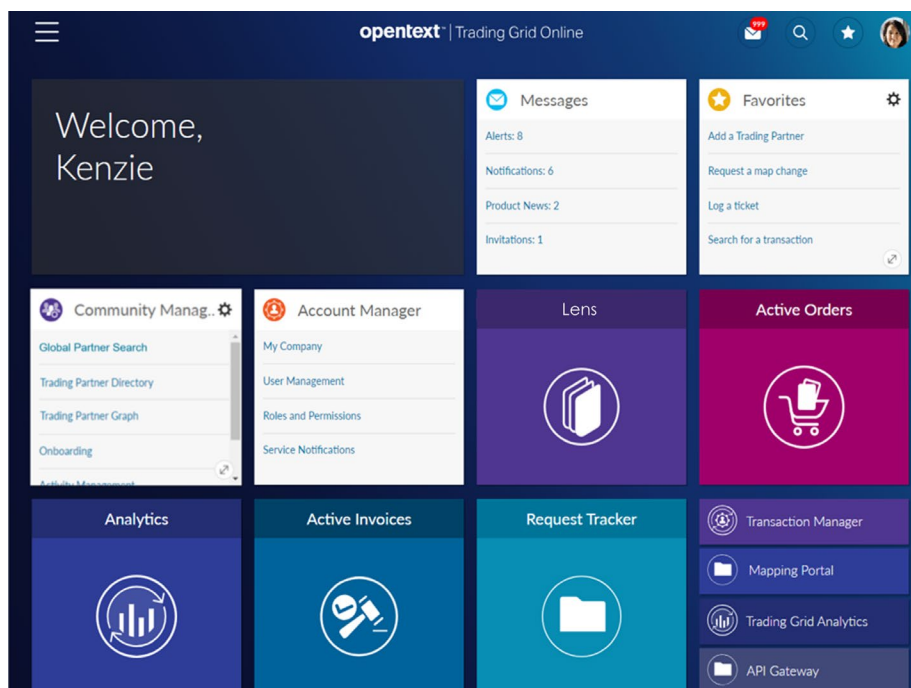 opentext™ | Trading Grid Online
999
Welcome,
Kenzie
Messages
Alerts: 8
Notifications: 6
Product News: 2
Invitations: 1
Favorites
Add a Trading Partner
Request a map change
Log a ticket
Search for a transaction
Community Manag..
Global Partner Search
Trading Partner Directory
Trading Partner Graph
Onboarding
Activity Management
Account Manager
My Company
User Management
Roles and Permissions
Service Notifications
Lens
Active Orders
Analytics
Active Invoices
Request Tracker
Transaction Manager
Mapping Portal
Trading Grid Analytics
API Gateway